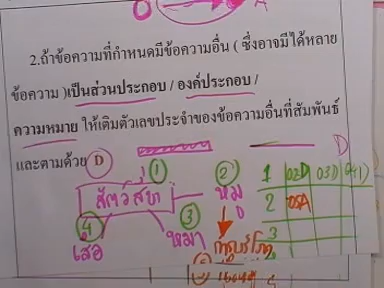 2.ถ้าข้อความที่กำหนดมีข้อความอื่น ( ซึ่งอาจมีได้หลาย
ข้อความ )เป็นส่วนประกอบ / องค์ประกอบ /
ความหมาย ให้เติมตัวเลขประจำของข้อความอื่นที่สัมพันธ์
และตามด้วย D
D
1 2
สัตว์สี่ขา หมู
4 3
เสือ หมา
1 02D 03D 04D
2 05A
3